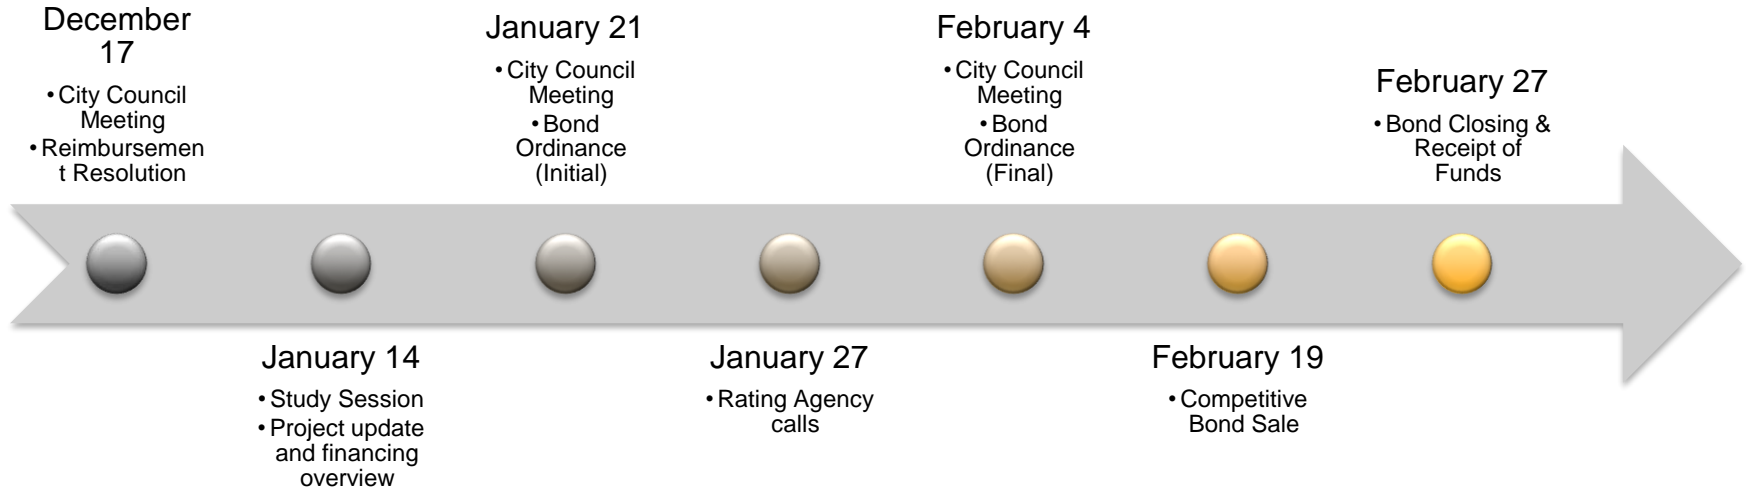 December
17
• City Council
Meeting
• Reimbursemen
t Resolution
January 14
• Study Session
• Project update
and financing
overview
January 21
• City Council
Meeting
• Bond
Ordinance
(Initial)
January 27
• Rating Agency
calls
February 4
• City Council
Meeting
• Bond
Ordinance
(Final)
February 19
• Competitive
Bond Sale
February 27
• Bond Closing &
Receipt of
Funds